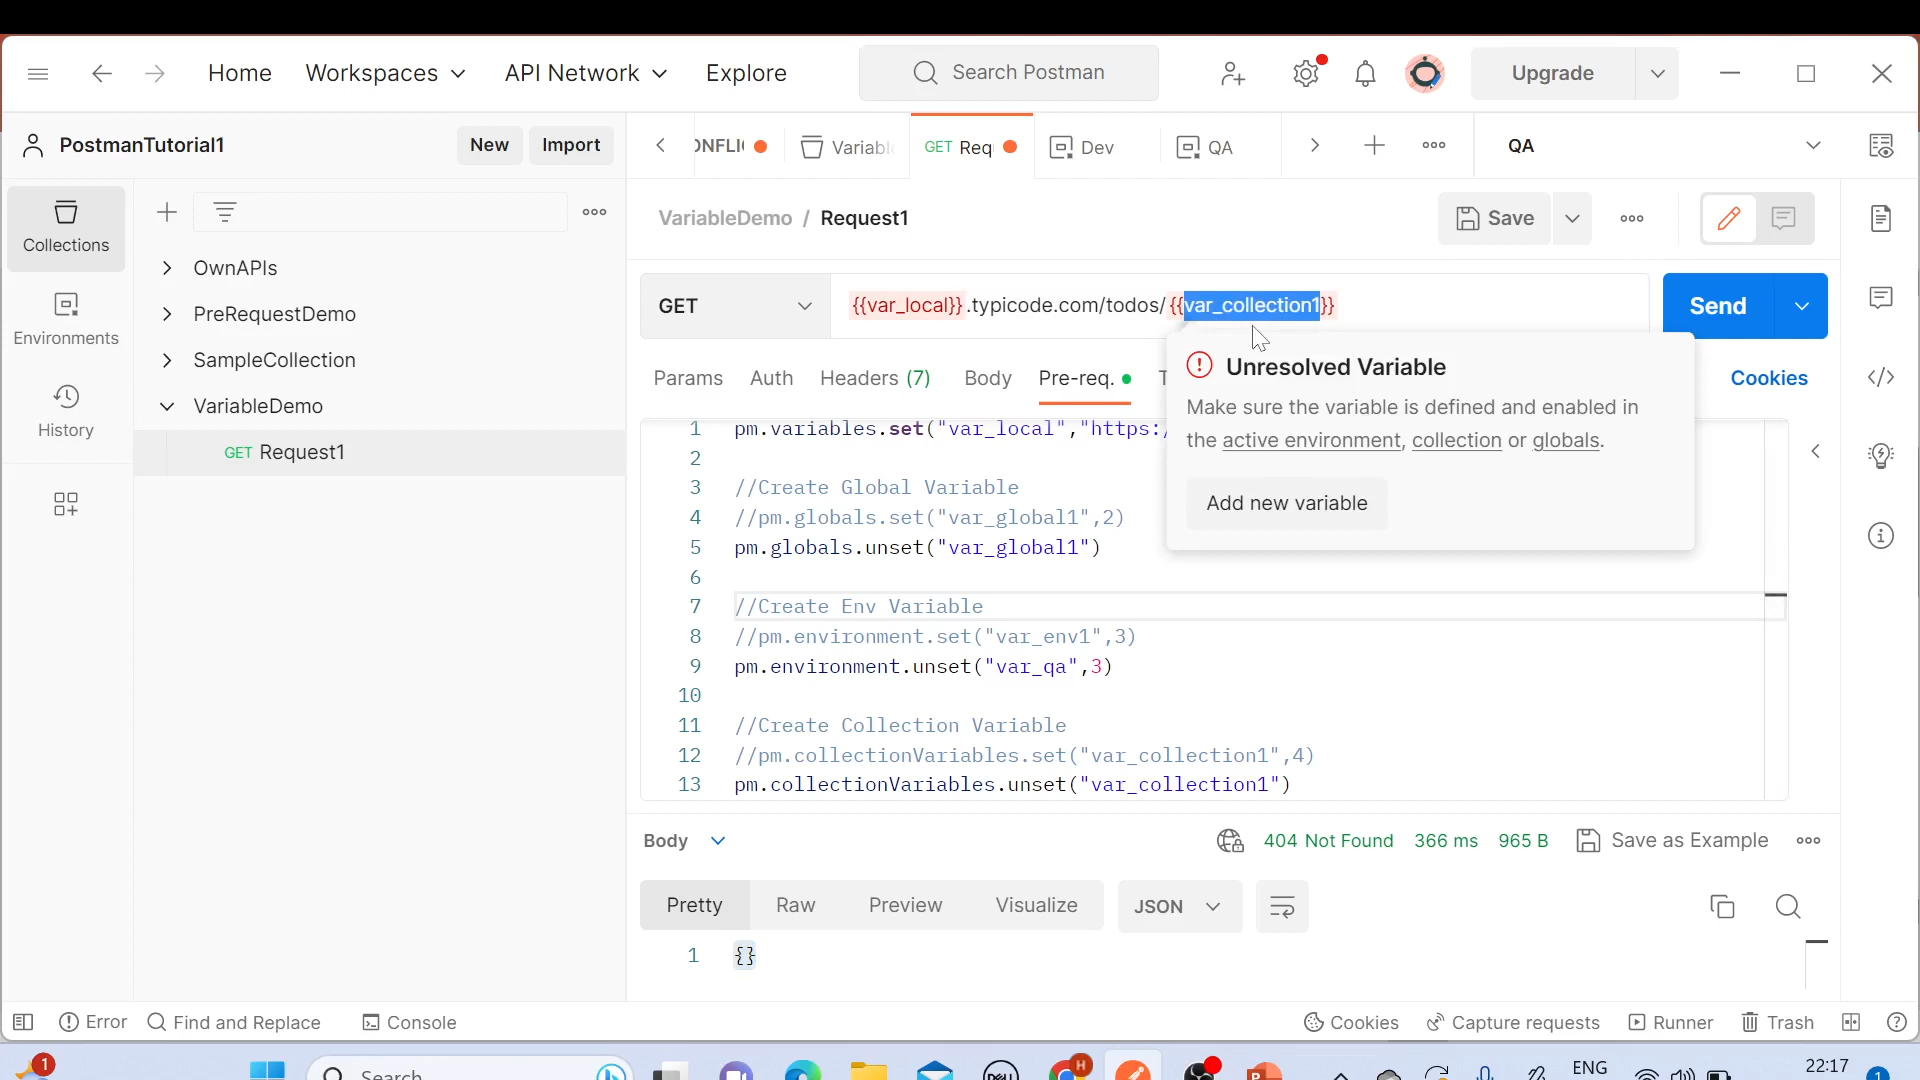 Home Workspaces API Network Explore Search Postman Upgrade
PostmanTutorial1 New Import GET Req Dev QA QA
Collections
Environments
History
OwnAPIs
PreRequestDemo
SampleCollection
VariableDemo
GET Request1
VariableDemo / Request1 Save
GET {{var_local}}.typicode.com/todos/{{var_collection1}} Send
Params Auth Headers (7) Body Pre-req. Cookies
Unresolved Variable
Make sure the variable is defined and enabled in
the active environment, collection or globals.
Add new variable
1 pm.variables.set("var_local","https:/
2
3 //Create Global Variable
4 //pm.globals.set("var_global1",2)
5 pm.globals.unset("var_global1")
6
7 //Create Env Variable
8 //pm.environment.set("var_env1",3)
9 pm.environment.unset("var_qa",3)
10
11 //Create Collection Variable
12 //pm.collectionVariables.set("var_collection1",4)
13 pm.collectionVariables.unset("var_collection1")
Body 404 Not Found 366 ms 965 B Save as Example
Pretty Raw Preview Visualize JSON
1 {}
Error Find and Replace Console Cookies Capture requests Runner Trash
1 Search H ENG 22:17 1